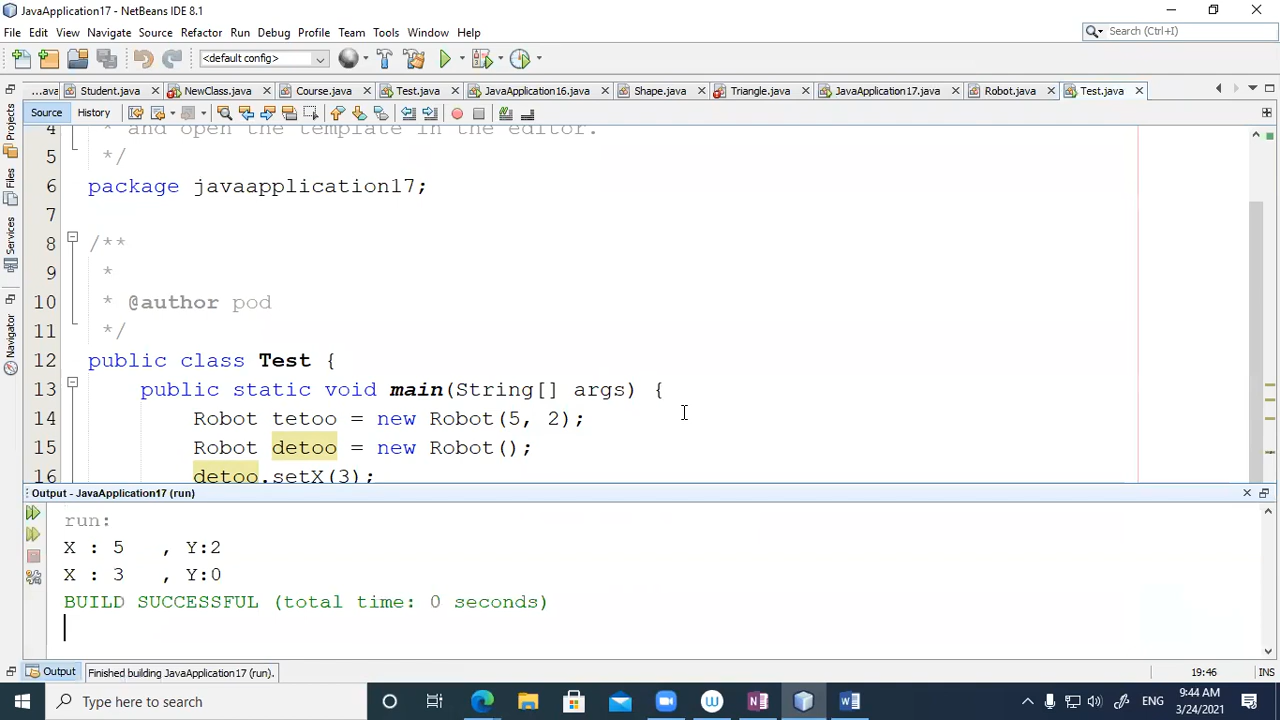 JavaApplication17 - NetBeans IDE 8.1
File Edit View Navigate Source Refactor Run Debug Profile Team Tools Window Help
Search (Ctrl+I)
<default config>
...ava Student.java NewClass.java Course.java Test.java JavaApplication16.java Shape.java Triangle.java JavaApplication17.java Robot.java Test.java
Source History
Projects
Files
Services
Navigator
4 * and open the template in the editor.
5 */
6 package javaapplication17;
7
8 /**
9 *
10 * @author pod
11 */
12 public class Test {
13 public static void main(String[] args) {
14 Robot tetoo = new Robot(5, 2);
15 Robot detoo = new Robot();
16 detoo.setX(3);
Output - JavaApplication17 (run)
run:
X : 5 , Y:2
X : 3 , Y:0
BUILD SUCCESSFUL (total time: 0 seconds)
Output
Finished building JavaApplication17 (run).
19:46 INS
Type here to search
ENG
9:44 AM
3/24/2021